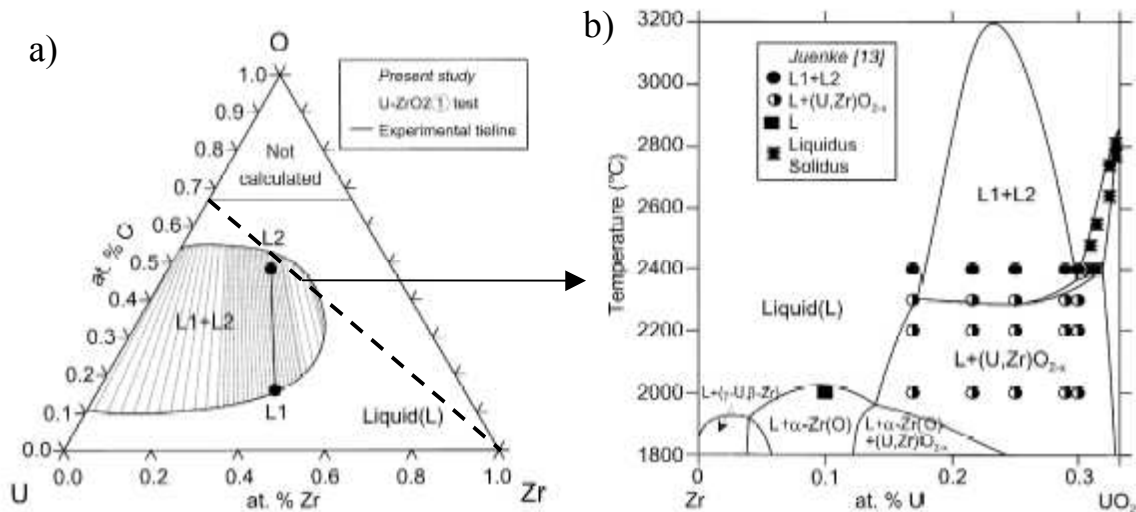 a)
O
1.0
0.9
0.8
0.7
0.6
0.5
0.4
0.3
0.2
0.1
0.0
at. % C
Present study
U-ZrO2① test
Experimental tieline
Not
calculated
L2
L1+L2
L1
Liquid(L)
0.0
0.2
0.4
0.6
0.8
1.0
U
at. % Zr
Zr
b)
3200
3000
2800
2600
2400
2200
2000
1800
Temperature (°C)
Juenke [13]
L1+L2
L+(U,Zr)O2-x
L
Liquidus
Solidus
L1+L2
Liquid(L)
L+(U,Zr)O2-x
L+(γ-U,β-Zr)
L+α-Zr(O)
L+α-Zr(O)
+(U,Zr)O2-x
0
0.1
0.2
0.3
Zr
at. % U
UO2